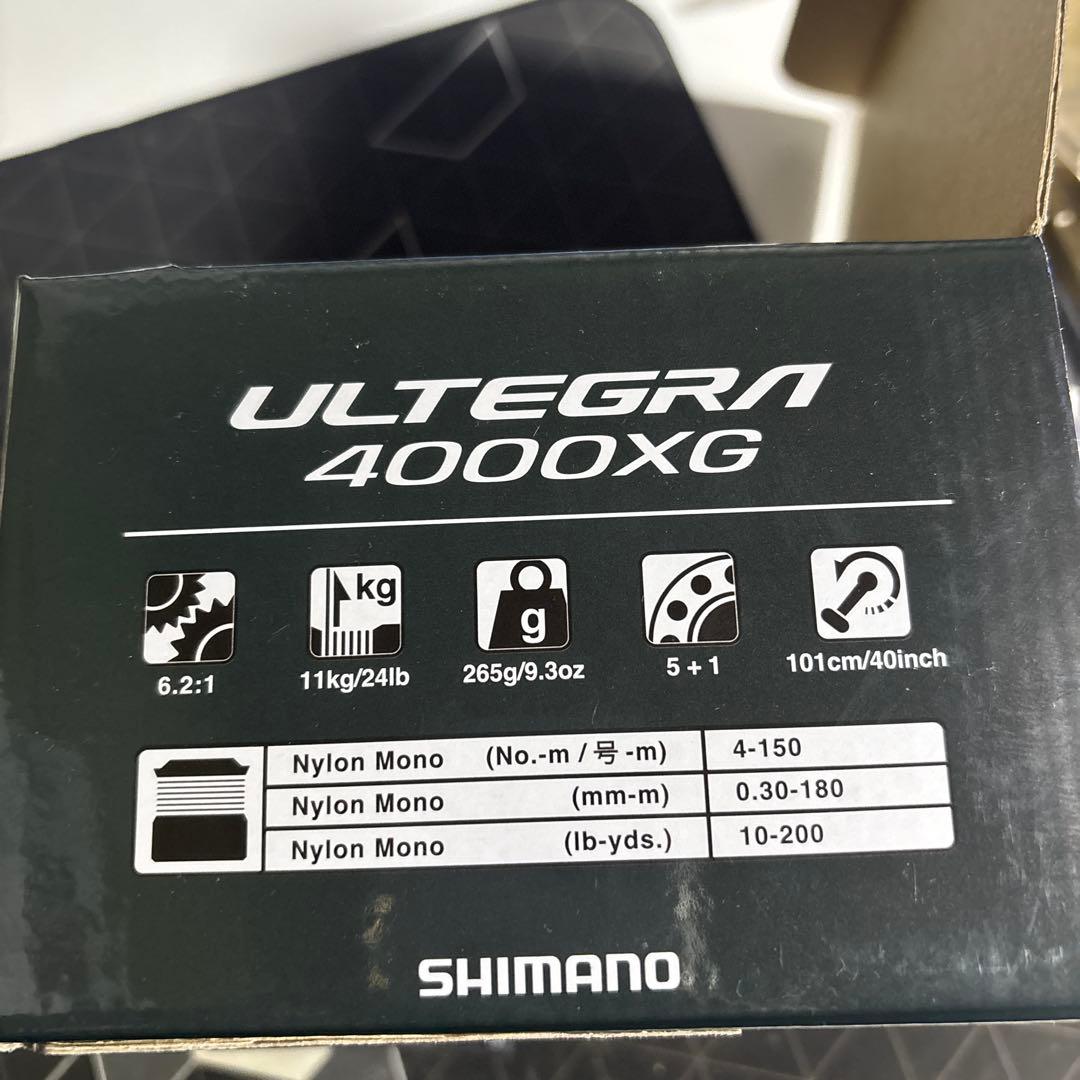 ULTEGRA
4000XG
kg
g
6.2:1
11kg/24lb
265g/9.3oz
5 + 1
101cm/40inch
Nylon Mono (No.-m / 号 -m) 4-150
Nylon Mono (mm-m) 0.30-180
Nylon Mono (lb-yds.) 10-200
SHIMANO